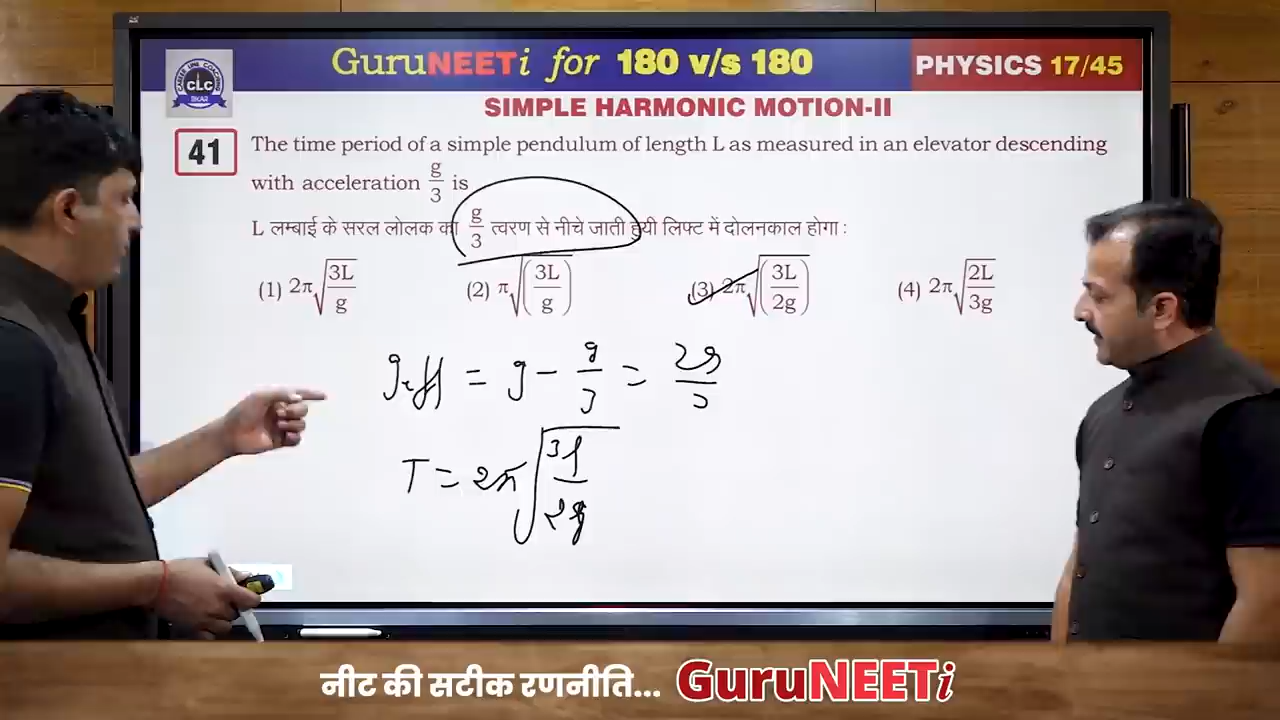 GuruNEETi for 180 v/s 180
PHYSICS 17/45
CLC
SIKAR
SIMPLE HARMONIC MOTION-II
41
The time period of a simple pendulum of length L as measured in an elevator descending
with acceleration g/3 is
L लम्बाई के सरल लोलक का g/3 त्वरण से नीचे जाती हुयी लिफ्ट में दोलनकाल होगा :
(1) 2π√(3L/g) (2) π√(3L/g) (3) 2π√(3L/2g) (4) 2π√(2L/3g)
geff = g - g/3 = 2g/3
T = 2π√(3l/2g)
नीट की सटीक रणनीति... GuruNEETi